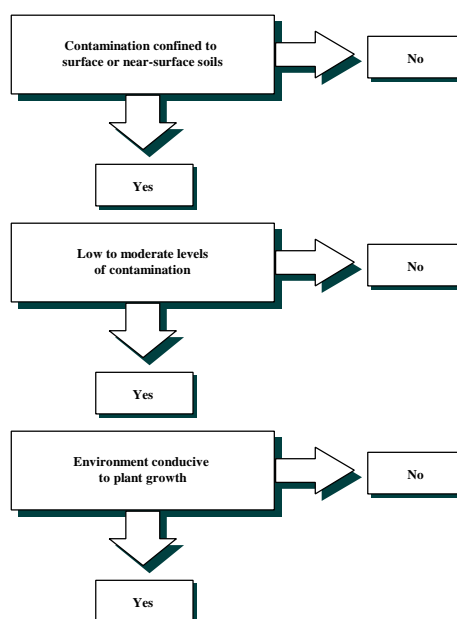 Contamination confined to
surface or near-surface soils
No
Yes
Low to moderate levels
of contamination
No
Yes
Environment conducive
to plant growth
No
Yes